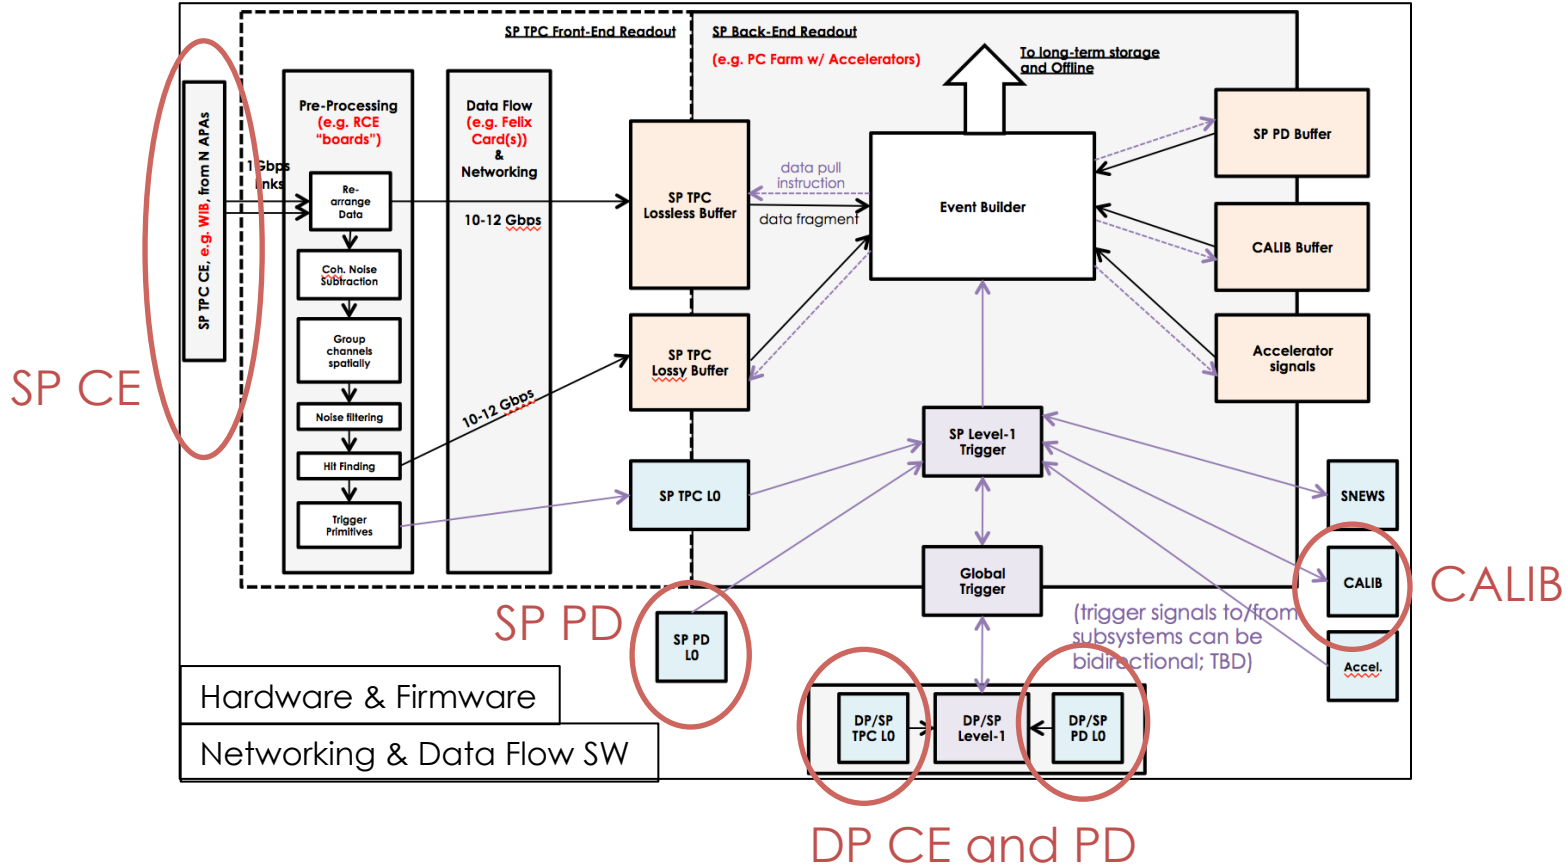 SP TPC Front-End Readout
SP Back-End Readout
(e.g. PC Farm w/ Accelerators)
To long-term storage
and Offline
SP TPC CE, e.g. WIB, from N APAs
SP CE
1Gbps
links
Pre-Processing
(e.g. RCE
"boards")
Re-
arrange
Data
Coh. Noise
Subtraction
Group
channels
spatially
Noise filtering
Hit Finding
Trigger
Primitives
Data Flow
(e.g. Felix
Card(s))
&
Networking
10-12 Gbps
10-12 Gbps
SP TPC
Lossless Buffer
SP TPC
Lossy Buffer
SP TPC L0
data pull
instruction
data fragment
Event Builder
SP PD Buffer
CALIB Buffer
Accelerator
signals
SP Level-1
Trigger
Global
Trigger
SNEWS
CALIB
Accel.
CALIB
(trigger signals to/from
subsystems can be
bidirectional; TBD)
SP PD
SP PD
L0
DP/SP
TPC L0
DP/SP
Level-1
DP/SP
PD L0
Hardware & Firmware
Networking & Data Flow SW
DP CE and PD